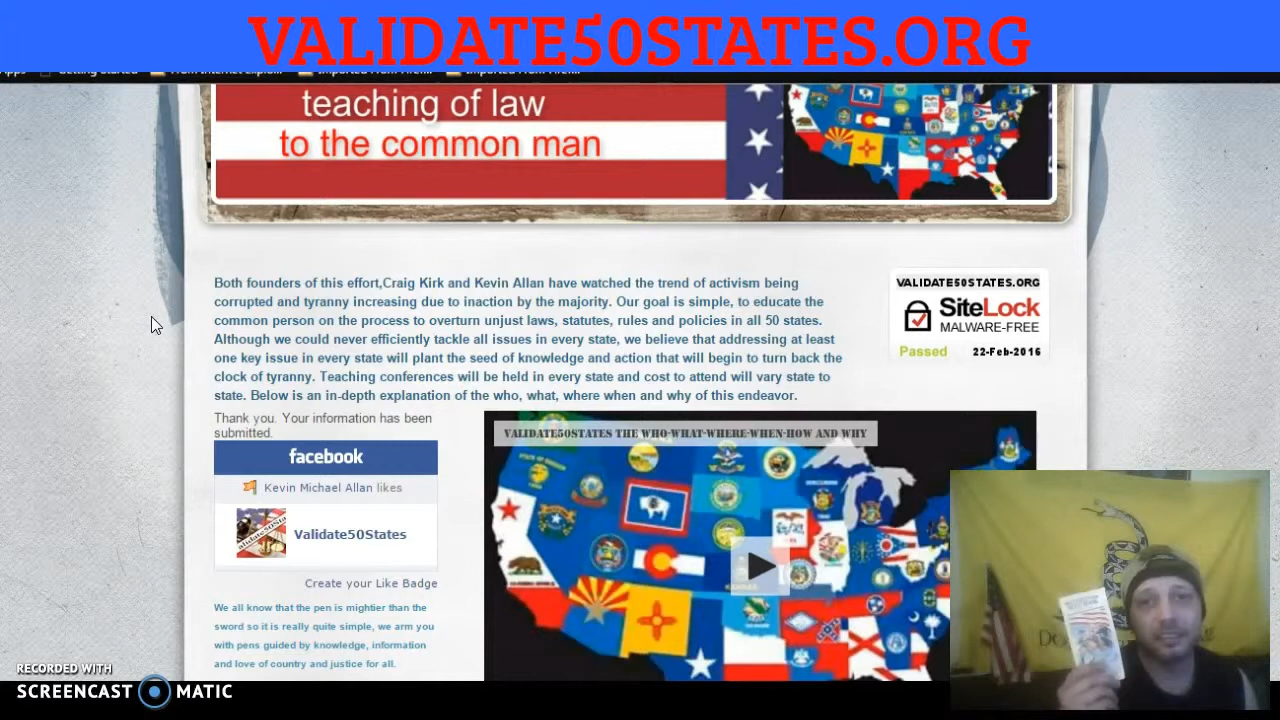 VALIDATE50STATES.ORG
teaching of law
to the common man
Both founders of this effort,Craig Kirk and Kevin Allan have watched the trend of activism being
corrupted and tyranny increasing due to inaction by the majority. Our goal is simple, to educate the
common person on the process to overturn unjust laws, statutes, rules and policies in all 50 states.
Although we could never efficiently tackle all issues in every state, we believe that addressing at least
one key issue in every state will plant the seed of knowledge and action that will begin to turn back the
clock of tyranny. Teaching conferences will be held in every state and cost to attend will vary state to
state. Below is an in-depth explanation of the who, what, where when and why of this endeavor.
VALIDATE50STATES.ORG
SiteLock
MALWARE-FREE
Passed 22-Feb-2016
Thank you. Your information has been
submitted.
facebook
Kevin Michael Allan likes
Validate50States
Create your Like Badge
We all know that the pen is mightier than the
sword so it is really quite simple, we arm you
with pens guided by knowledge, information
and love of country and justice for all.
VALIDATE50STATES THE WHO-WHAT-WHERE-WHEN-HOW AND WHY
RECORDED WITH
SCREENCAST MATIC